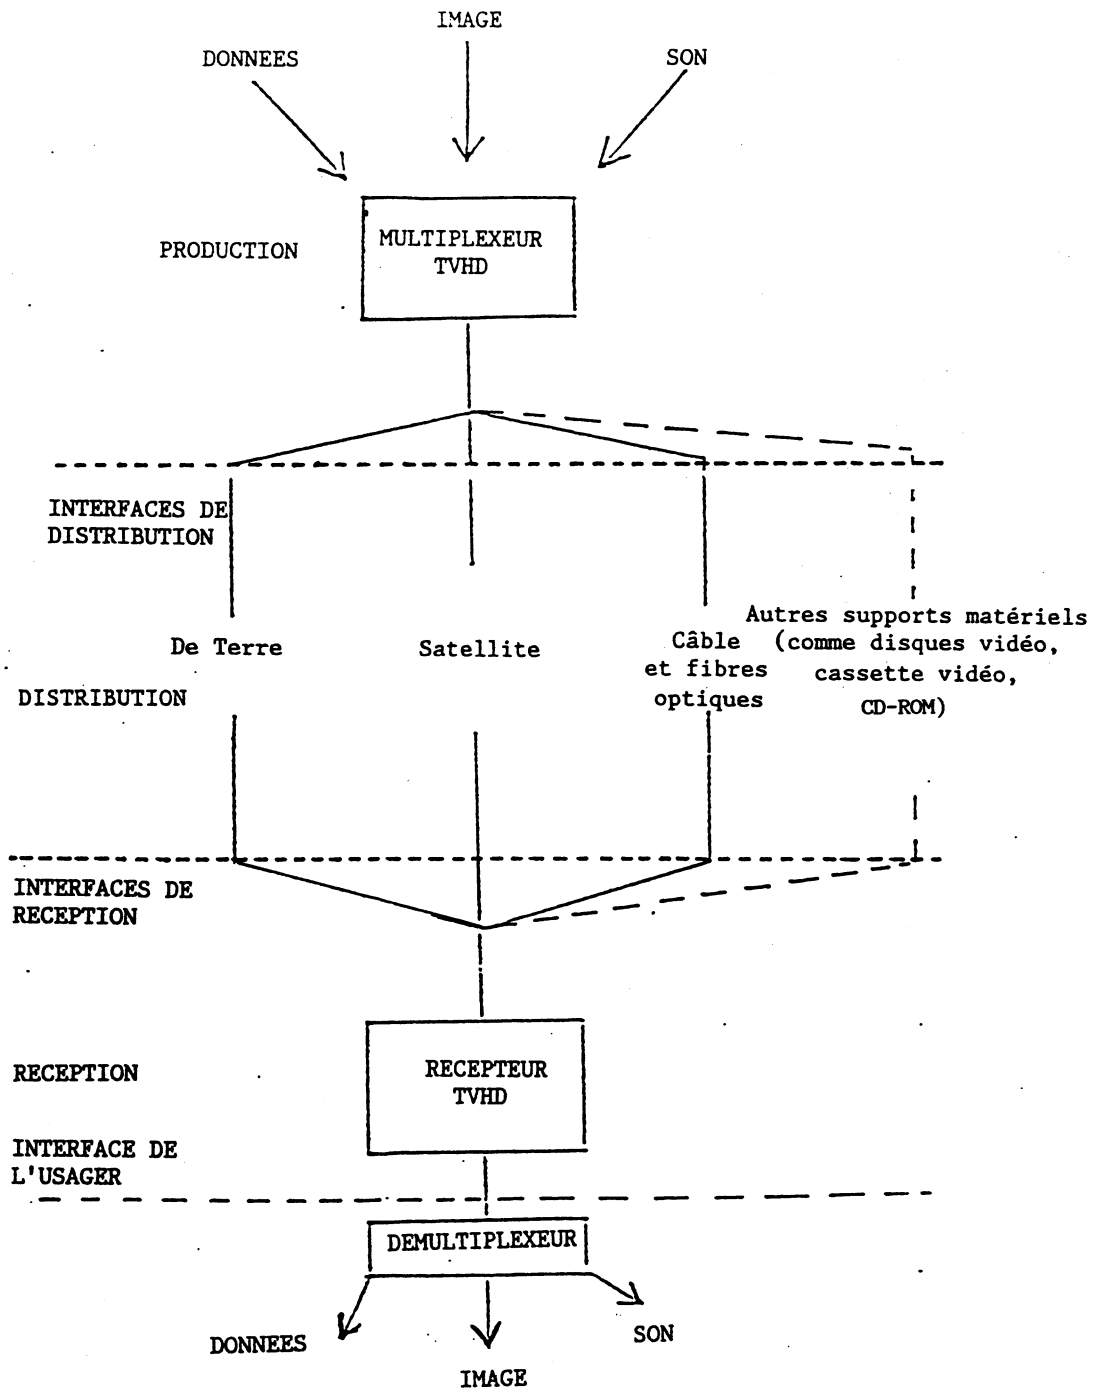 IMAGE
DONNEES
SON
PRODUCTION
MULTIPLEXEUR
TVHD
INTERFACES DE
DISTRIBUTION
De Terre
Satellite
Câble
et fibres
optiques
Autres supports matériels
(comme disques vidéo,
cassette vidéo,
CD-ROM)
DISTRIBUTION
INTERFACES DE
RECEPTION
RECEPTION
RECEPTEUR
TVHD
INTERFACE DE
L'USAGER
DEMULTIPLEXEUR
DONNEES
IMAGE
SON